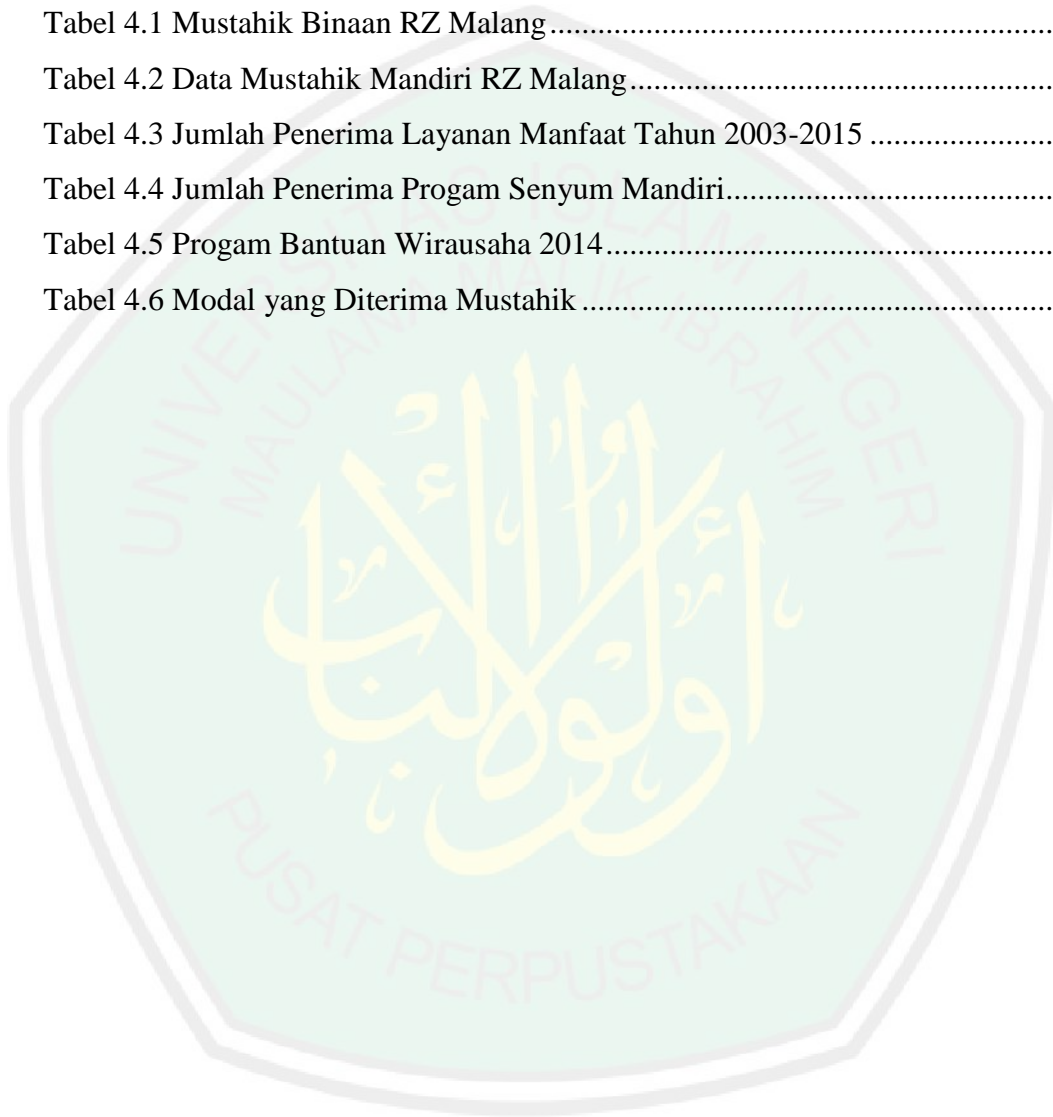 Tabel 4.1 Mustahik Binaan RZ Malang................................................................
Tabel 4.2 Data Mustahik Mandiri RZ Malang.....................................................
Tabel 4.3 Jumlah Penerima Layanan Manfaat Tahun 2003-2015 .......................
Tabel 4.4 Jumlah Penerima Progam Senyum Mandiri.........................................
Tabel 4.5 Progam Bantuan Wirausaha 2014........................................................
Tabel 4.6 Modal yang Diterima Mustahik ...........................................................
UNIVERSITAS ISLAM NEGERI
MAULANA MALIK IBRAHIM
أولوا الألباب
PUSAT PERPUSTAKAAN